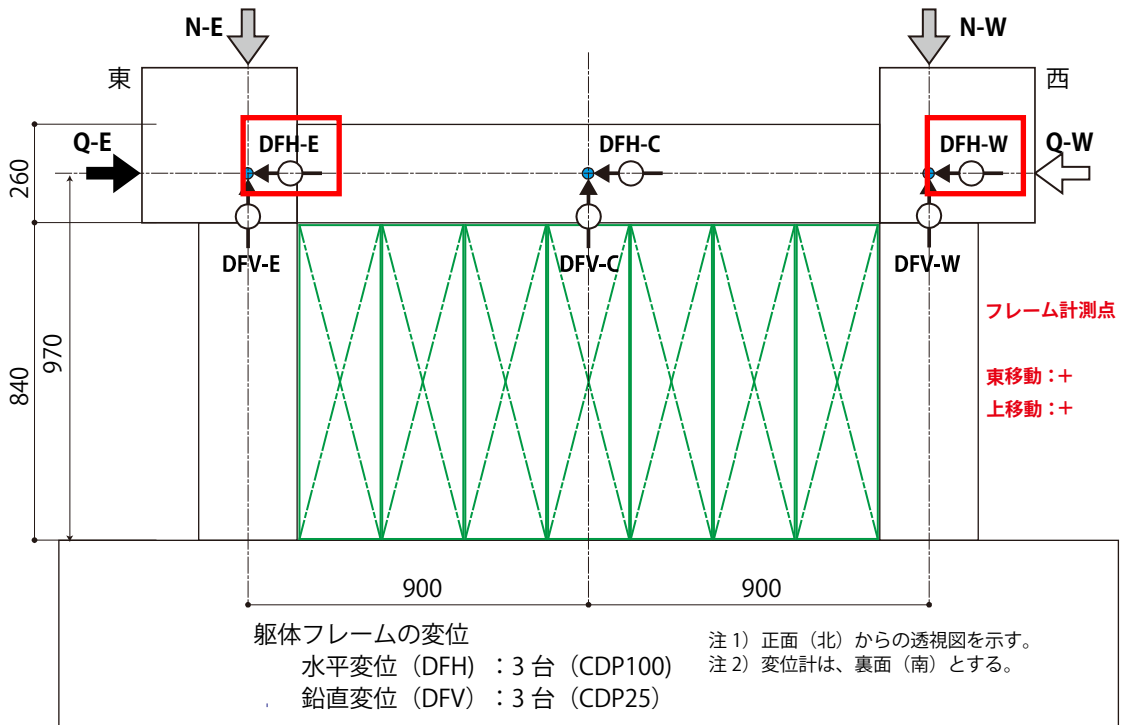 N-E
N-W
東
西
Q-E
DFH-E
DFH-C
DFH-W
Q-W
260
DFV-E
DFV-C
DFV-W
フレーム計測点
970
840
東移動：＋
上移動：＋
900
900
躯体フレームの変位
水平変位（DFH）：3 台（CDP100）
鉛直変位（DFV）：3 台（CDP25）
注 1）正面（北）からの透視図を示す。
注 2）変位計は、裏面（南）とする。